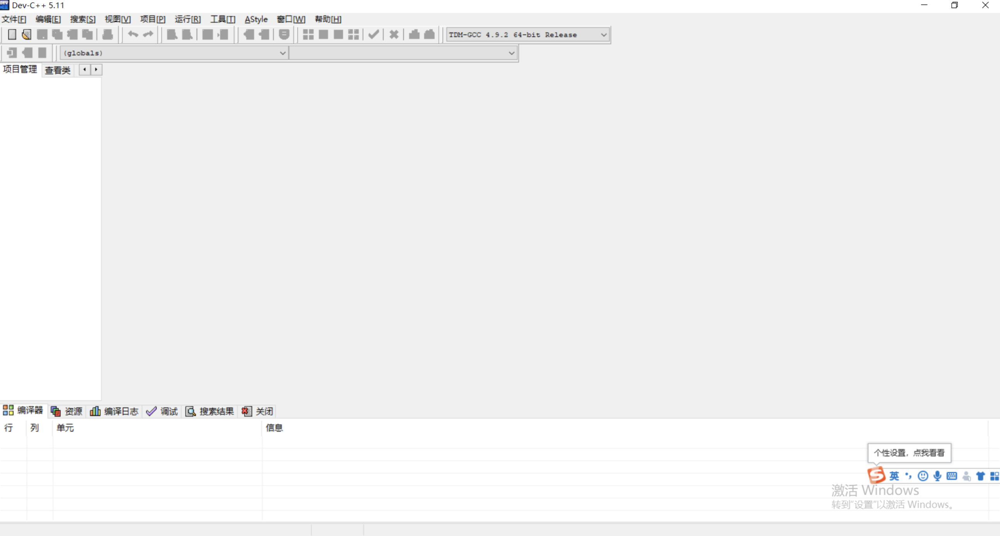 Dev-C++ 5.11
文件[F] 编辑[E] 搜索[S] 视图[V] 项目[P] 运行[R] 工具[T] AStyle 窗口[W] 帮助[H]
TDM-GCC 4.9.2 64-bit Release
(globals)
项目管理 查看类
编译器 资源 编译日志 调试 搜索结果 关闭
行 列 单元 信息
个性设置，点我看看
英
激活 Windows
转到“设置”以激活 Windows。